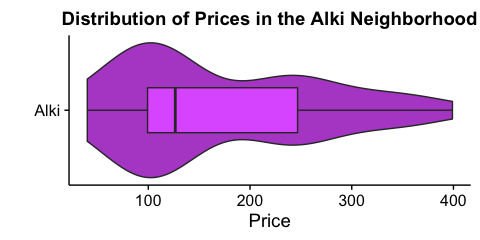 Distribution of Prices in the Alki Neighborhood
Alki
100 200 300 400
Price